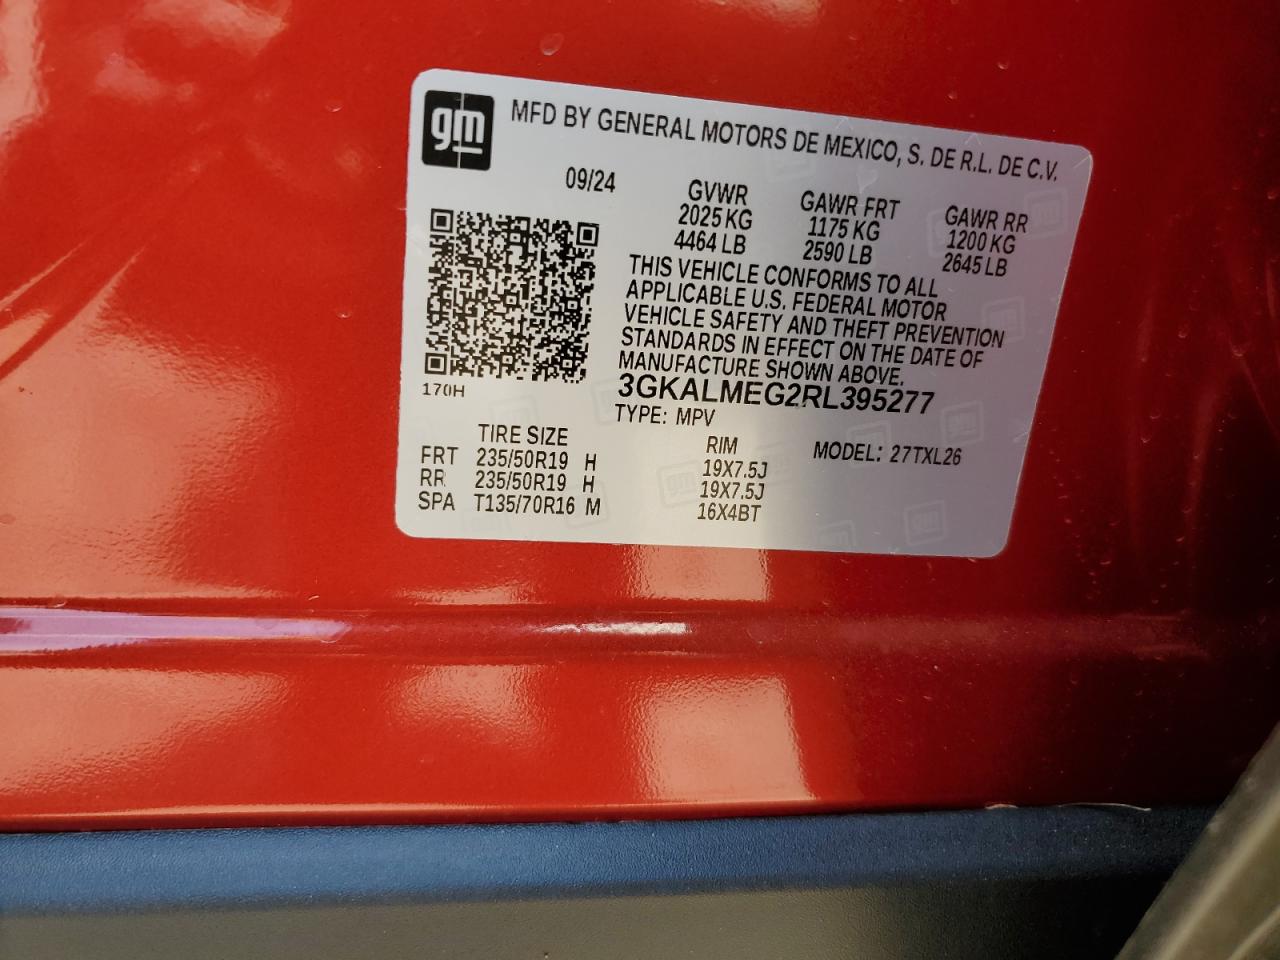 gm MFD BY GENERAL MOTORS DE MEXICO, S. DE R.L. DE C.V.
09/24 GVWR GAWR FRT GAWR RR
2025 KG 1175 KG 1200 KG
4464 LB 2590 LB 2645 LB
THIS VEHICLE CONFORMS TO ALL
APPLICABLE U.S. FEDERAL MOTOR
VEHICLE SAFETY AND THEFT PREVENTION
STANDARDS IN EFFECT ON THE DATE OF
MANUFACTURE SHOWN ABOVE.
170H 3GKALMEG2RL395277
TYPE: MPV
TIRE SIZE RIM MODEL: 27TXL26
FRT 235/50R19 H 19X7.5J
RR 235/50R19 H 19X7.5J
SPA T135/70R16 M 16X4BT